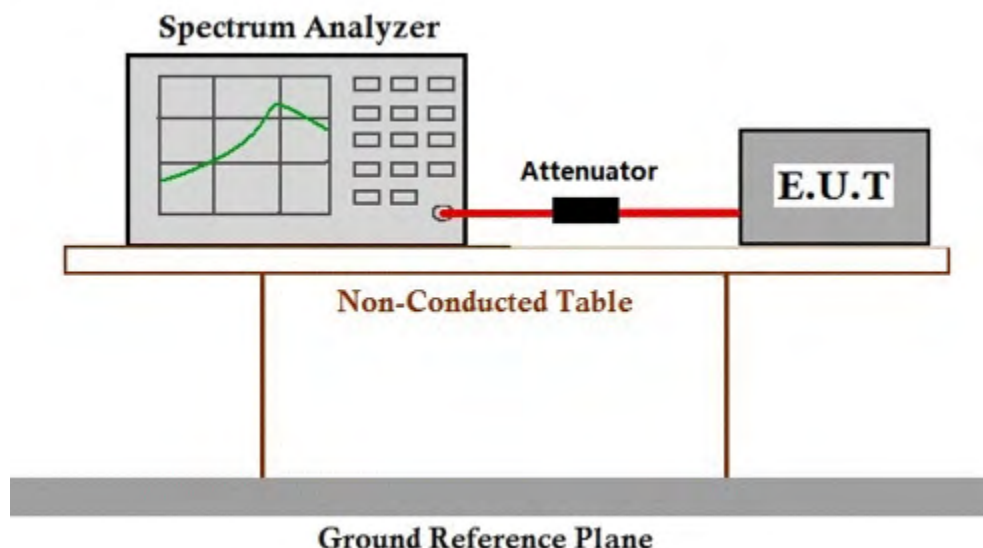 Spectrum Analyzer
Attenuator
E.U.T
Non-Conducted Table
Ground Reference Plane